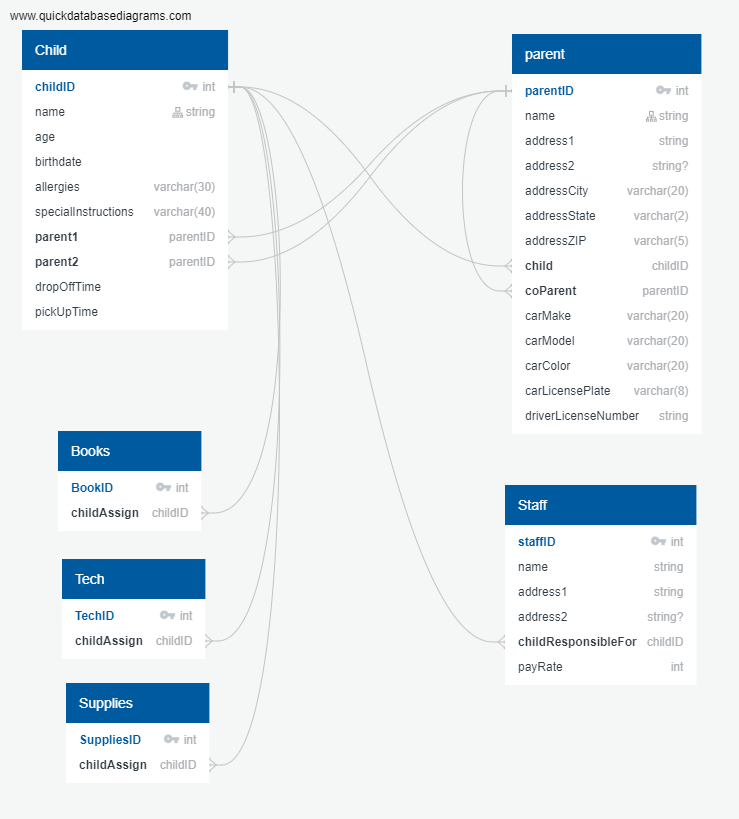 www.quickdatabasediagrams.com
Child
childID int
name string
age
birthdate
allergies varchar(30)
specialInstructions varchar(40)
parent1 parentID
parent2 parentID
dropOffTime
pickUpTime
parent
parentID int
name string
address1 string
address2 string?
addressCity varchar(20)
addressState varchar(2)
addressZIP varchar(5)
child childID
coParent parentID
carMake varchar(20)
carModel varchar(20)
carColor varchar(20)
carLicensePlate varchar(8)
driverLicenseNumber string
Books
BookID int
childAssign childID
Tech
TechID int
childAssign childID
Supplies
SuppliesID int
childAssign childID
Staff
staffID int
name string
address1 string
address2 string?
childResponsibleFor childID
payRate int